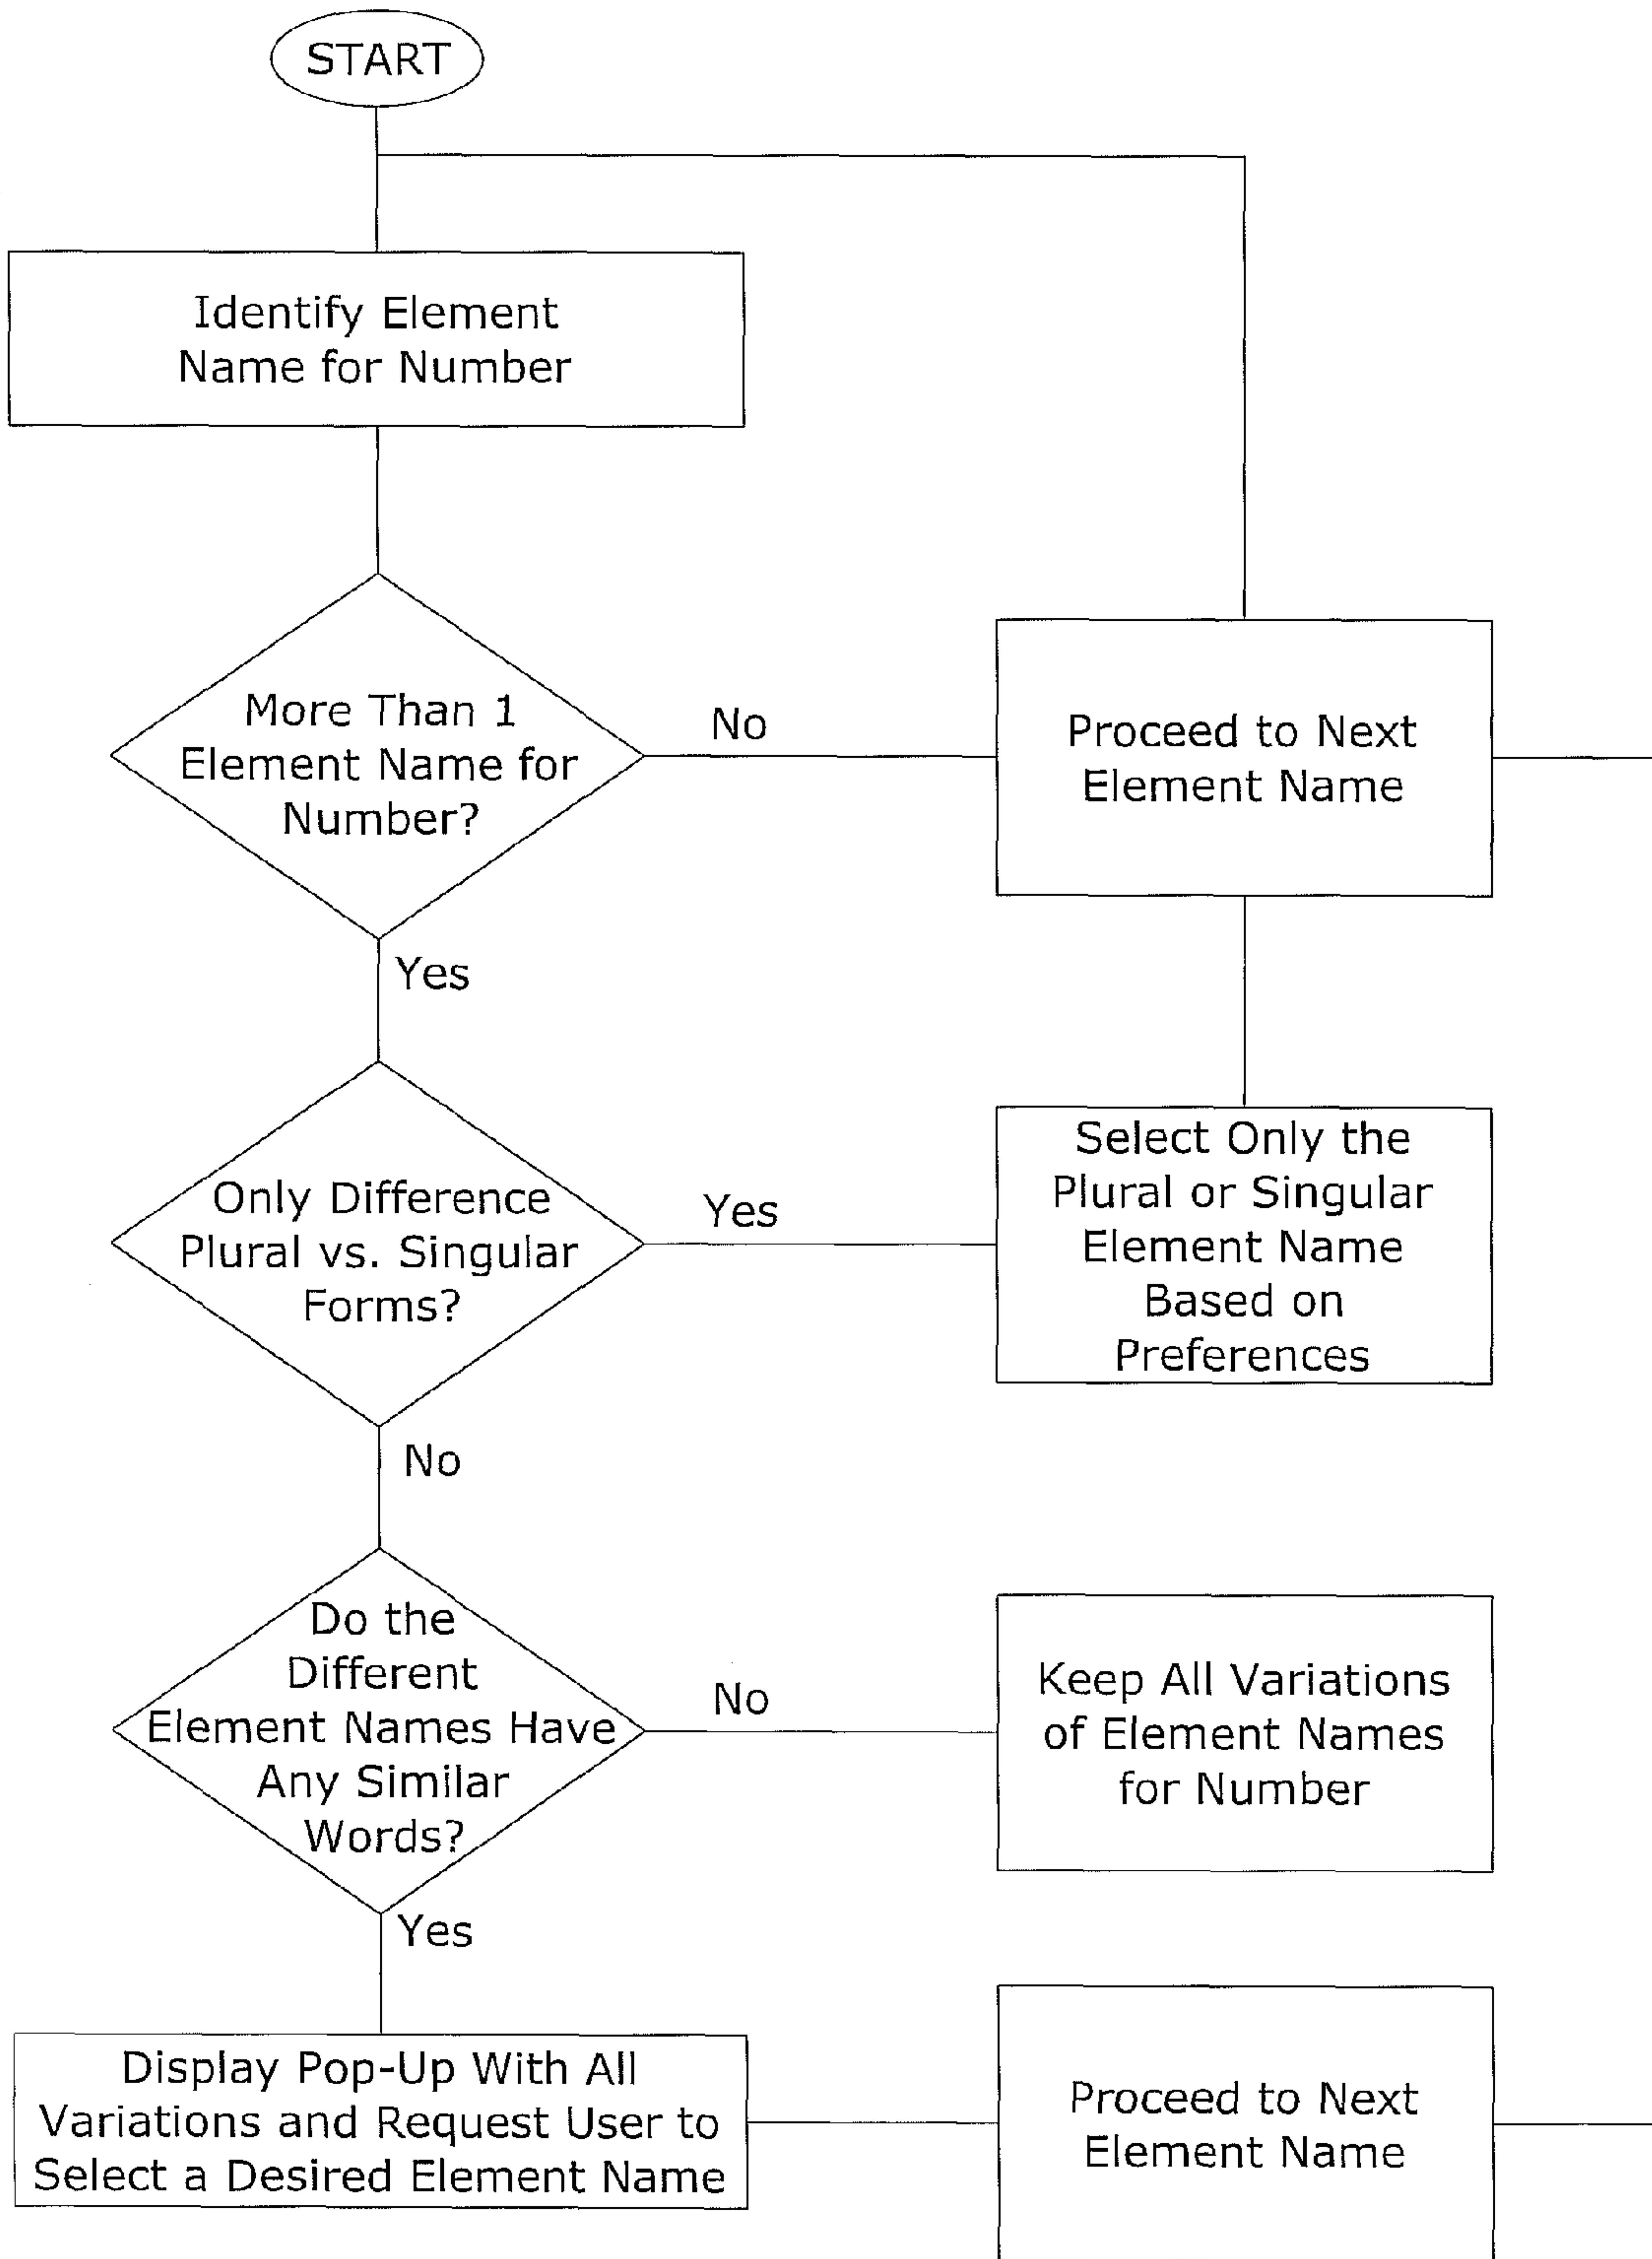 START
Identify Element
Name for Number
More Than 1
Element Name for
Number?
No
Proceed to Next
Element Name
Yes
Only Difference
Plural vs. Singular
Forms?
Yes
Select Only the
Plural or Singular
Element Name
Based on
Preferences
No
Do the
Different
Element Names Have
Any Similar
Words?
No
Keep All Variations
of Element Names
for Number
Yes
Display Pop-Up With All
Variations and Request User to
Select a Desired Element Name
Proceed to Next
Element Name